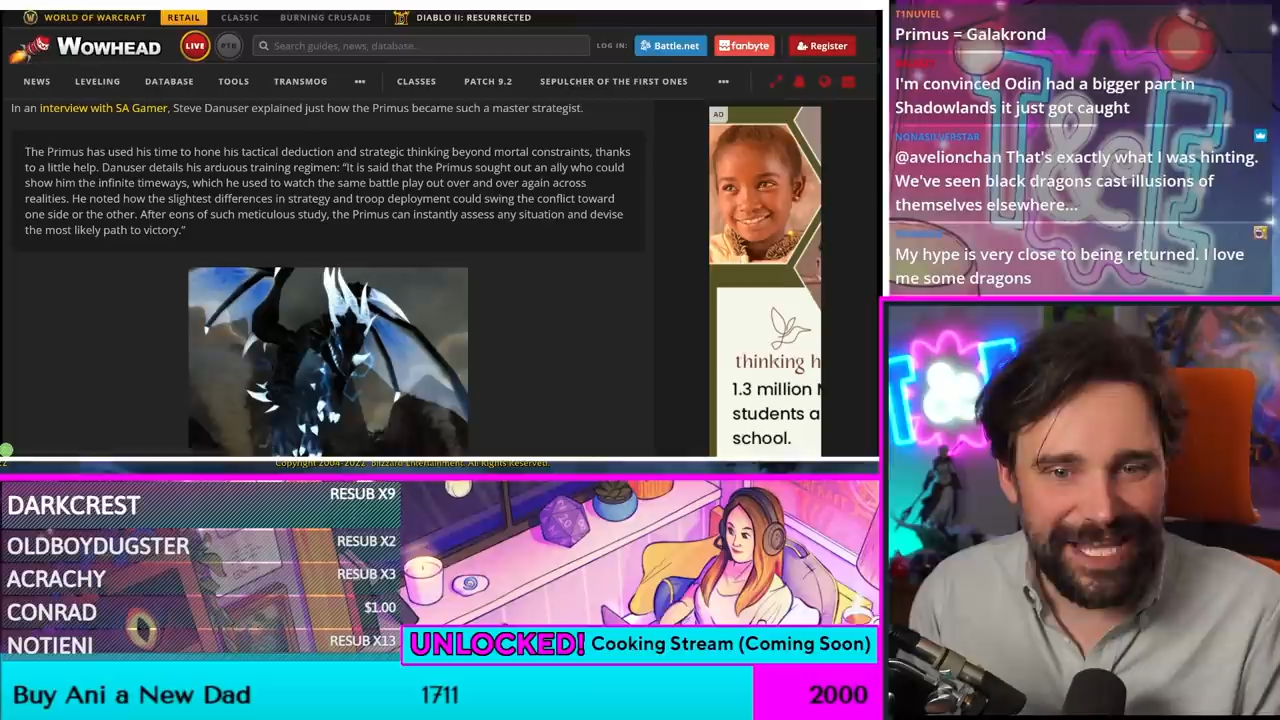 WORLD OF WARCRAFT RETAIL CLASSIC BURNING CRUSADE DIABLO II: RESURRECTED
WOWHEAD LIVE PTR Search guides, news, database... LOG IN: Battle.net fanbyte Register
NEWS LEVELING DATABASE TOOLS TRANSMOG ••• CLASSES PATCH 9.2 SEPULCHER OF THE FIRST ONES •••
In an interview with SA Gamer, Steve Danuser explained just how the Primus became such a master strategist.
The Primus has used his time to hone his tactical deduction and strategic thinking beyond mortal constraints, thanks
to a little help. Danuser details his arduous training regimen: “It is said that the Primus sought out an ally who could
show him the infinite timeways, which he used to watch the same battle play out over and over again across
realities. He noted how the slightest differences in strategy and troop deployment could swing the conflict toward
one side or the other. After eons of such meticulous study, the Primus can instantly assess any situation and devise
the most likely path to victory.”
AD
thinking h
1.3 million
students a
school.
Copyright 2004-2022 Blizzard Entertainment. All Rights Reserved.
T1NUVIEL
Primus = Galakrond
I'm convinced Odin had a bigger part in
Shadowlands it just got caught
NONASILVERSTAR
@avelionchan That's exactly what I was hinting.
We've seen black dragons cast illusions of
themselves elsewhere...
My hype is very close to being returned. I love
me some dragons
DARKCREST RESUB X9
OLDBOYDUGSTER RESUB X2
ACRACHY RESUB X3
CONRAD $1.00
NOTIENI RESUB X13
UNLOCKED! Cooking Stream (Coming Soon)
Buy Ani a New Dad 1711 2000